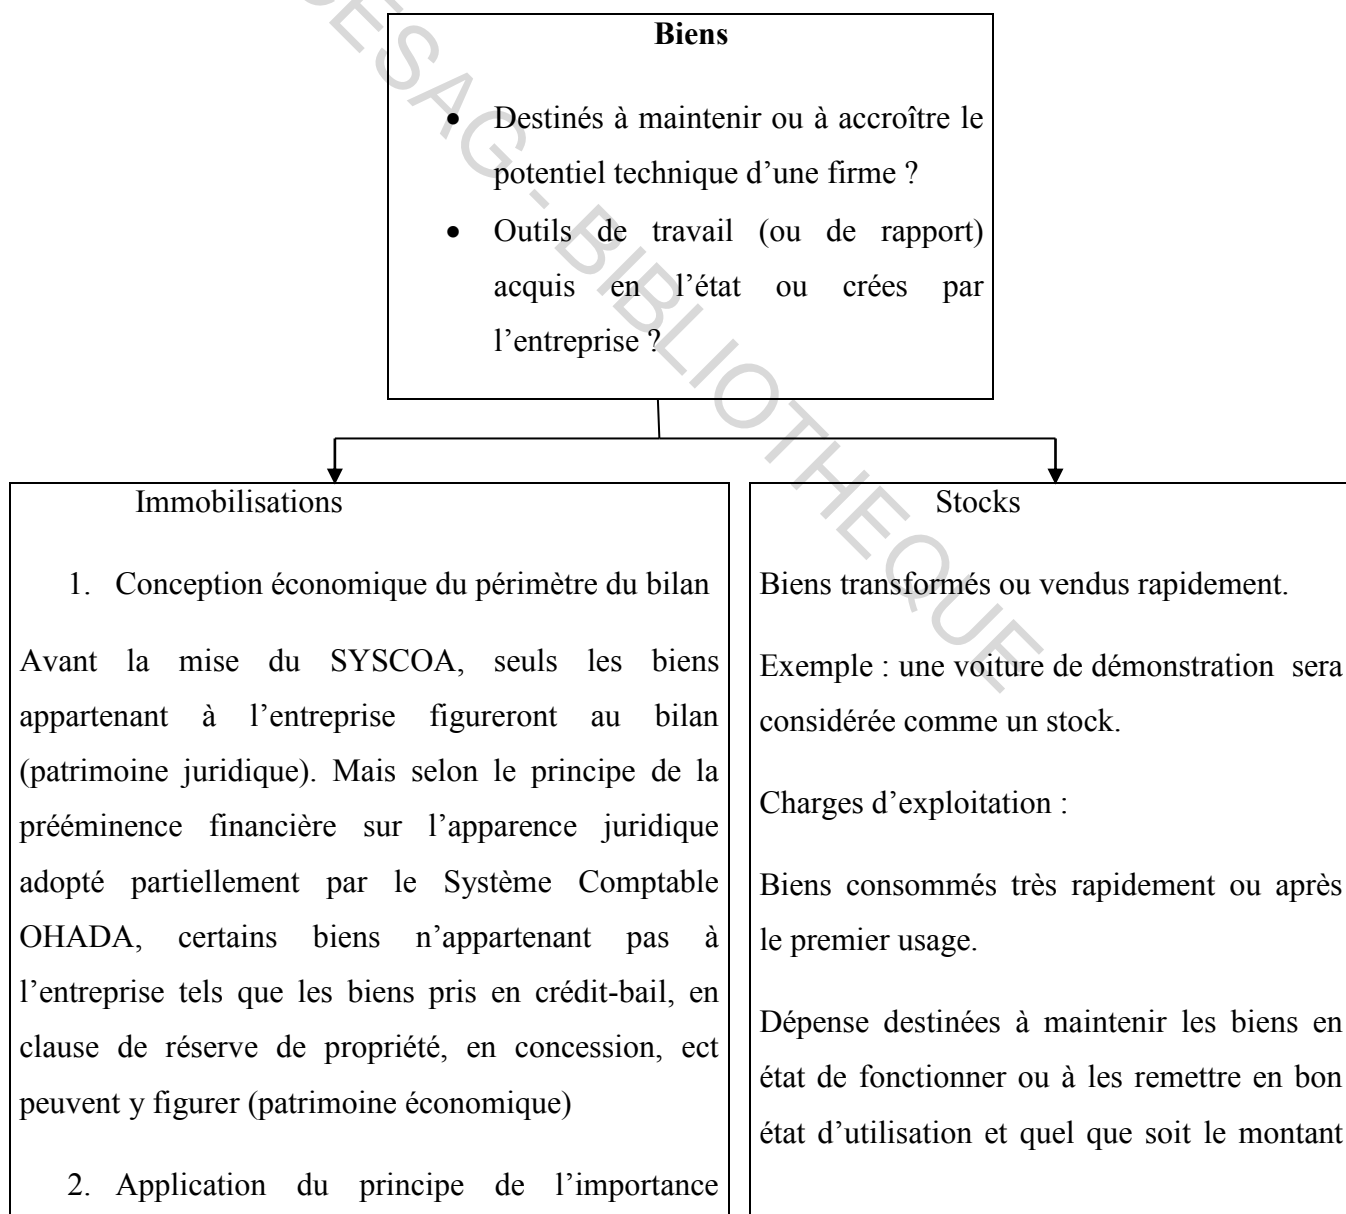 Biens
• Destinés à maintenir ou à accroître le
potentiel technique d’une firme ?
• Outils de travail (ou de rapport)
acquis en l’état ou crées par
l’entreprise ?
Immobilisations
1. Conception économique du périmètre du bilan
Avant la mise du SYSCOA, seuls les biens
appartenant à l’entreprise figureront au bilan
(patrimoine juridique). Mais selon le principe de la
prééminence financière sur l’apparence juridique
adopté partiellement par le Système Comptable
OHADA, certains biens n’appartenant pas à
l’entreprise tels que les biens pris en crédit-bail, en
clause de réserve de propriété, en concession, ect
peuvent y figurer (patrimoine économique)
2. Application du principe de l’importance
Stocks
Biens transformés ou vendus rapidement.
Exemple : une voiture de démonstration sera
considérée comme un stock.
Charges d’exploitation :
Biens consommés très rapidement ou après
le premier usage.
Dépense destinées à maintenir les biens en
état de fonctionner ou à les remettre en bon
état d’utilisation et quel que soit le montant
ESAG - BIBLIOTHEQUE